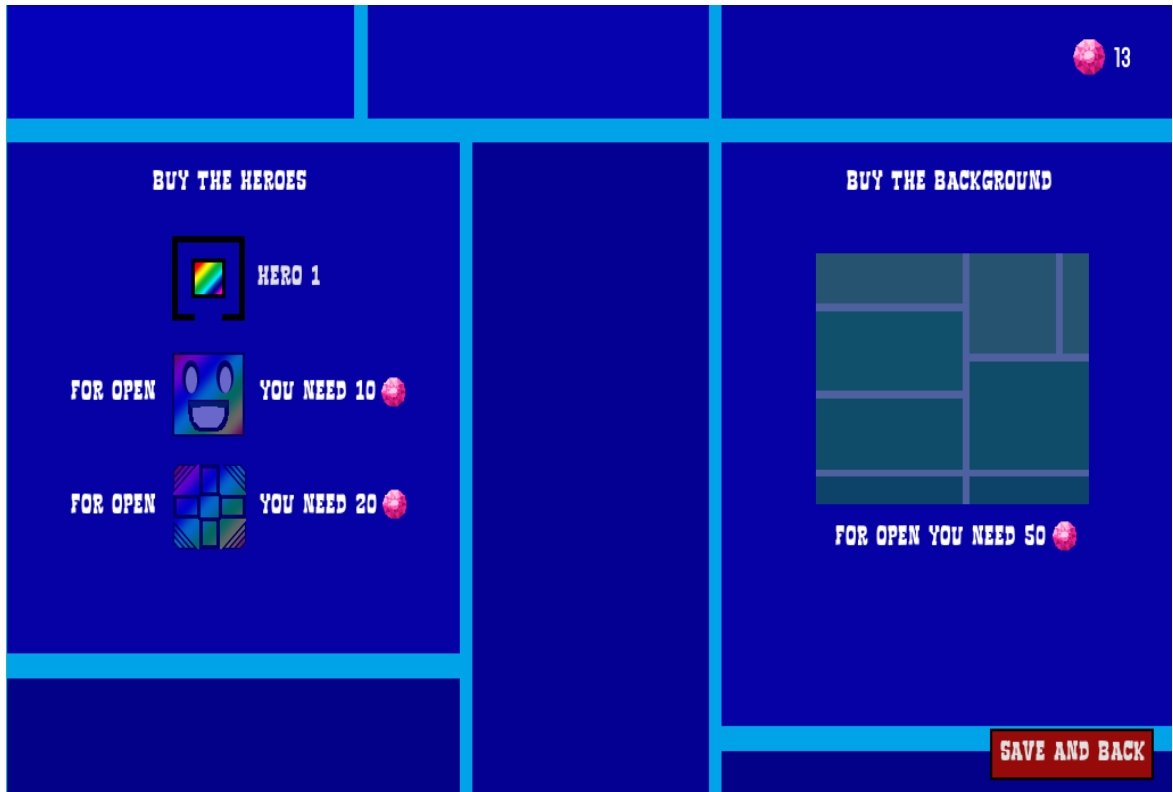 13
BUY THE HEROES
HERO 1
FOR OPEN YOU NEED 10
FOR OPEN YOU NEED 20
BUY THE BACKGROUND
FOR OPEN YOU NEED 50
SAVE AND BACK